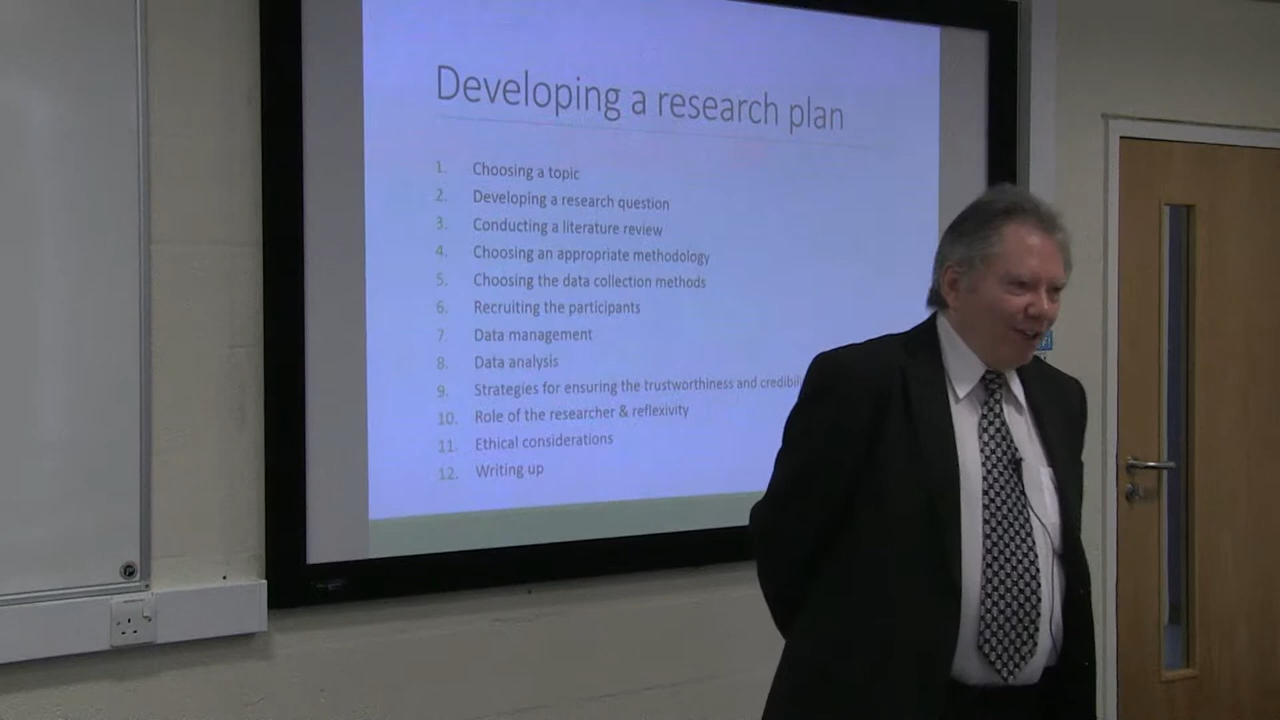 Developing a research plan
1. Choosing a topic
2. Developing a research question
3. Conducting a literature review
4. Choosing an appropriate methodology
5. Choosing the data collection methods
6. Recruiting the participants
7. Data management
8. Data analysis
9. Strategies for ensuring the trustworthiness and
10. Role of the researcher & reflexivity
11. Ethical considerations
12. Writing up